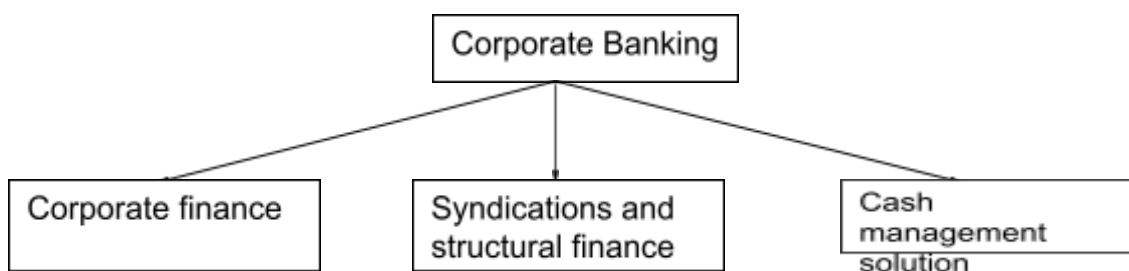 Corporate Banking
Corporate finance
Syndications and
structural finance
Cash
management
solution